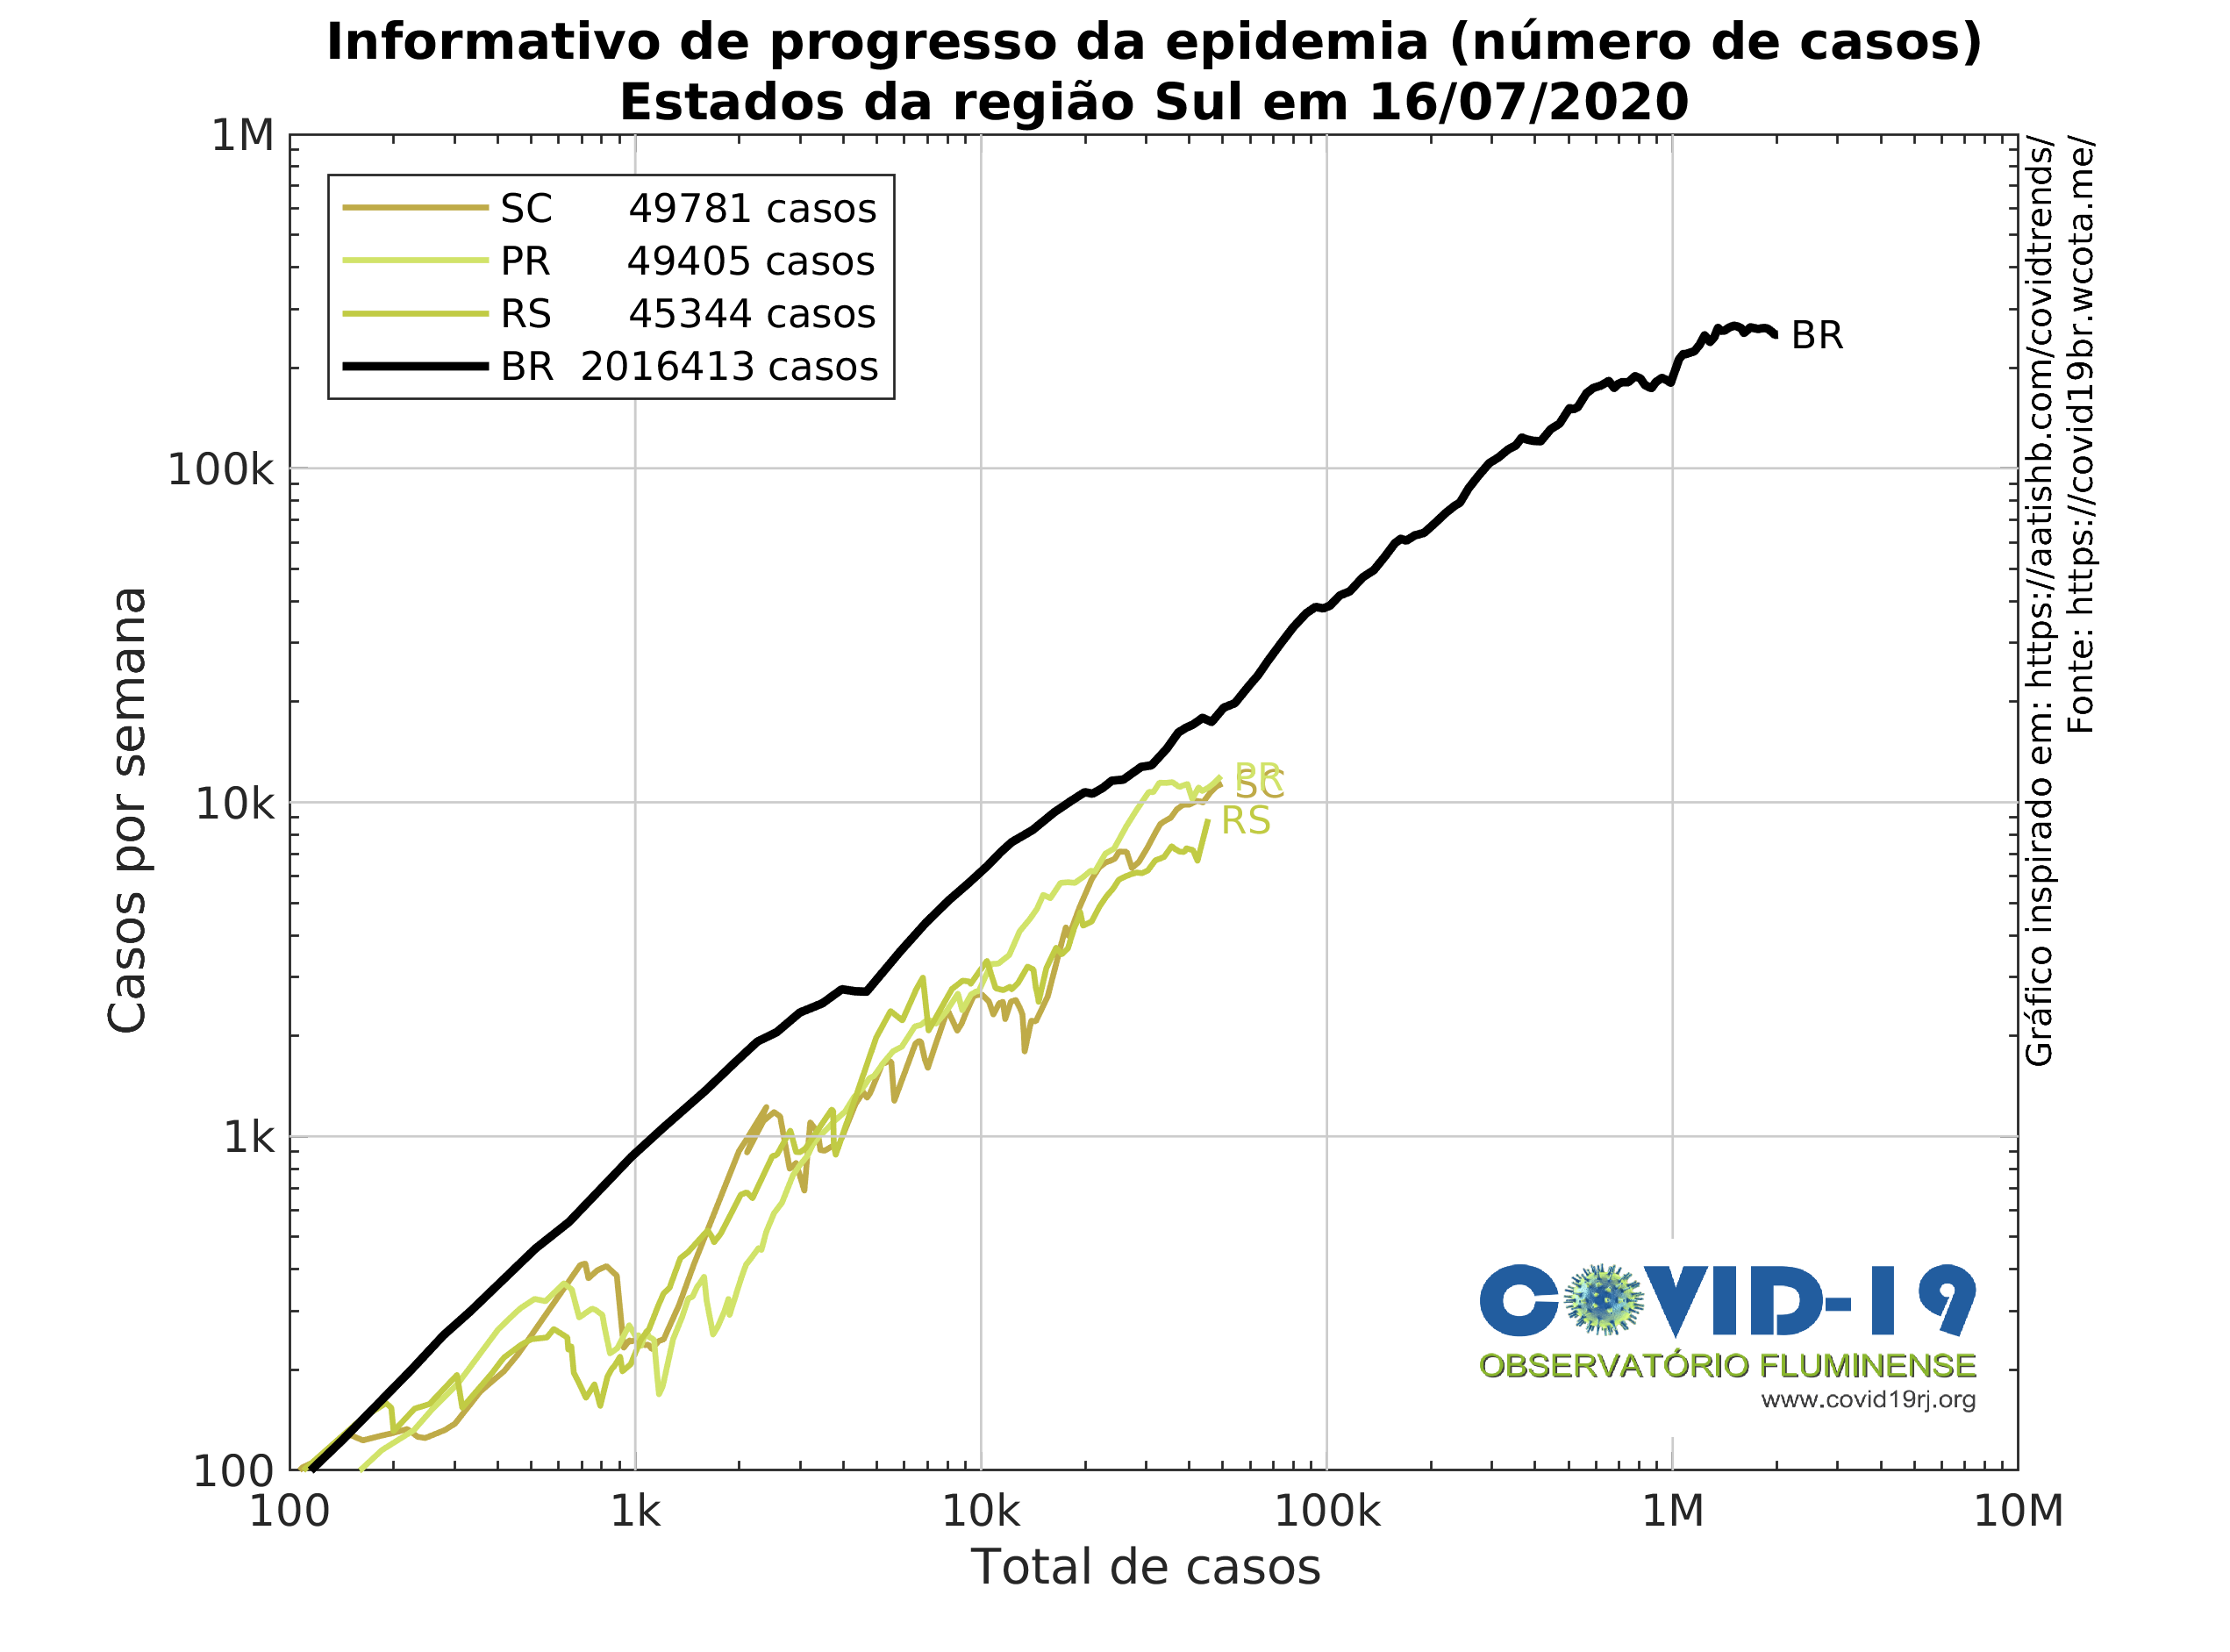 Informativo de progresso da epidemia (número de casos)
Estados da região Sul em 16/07/2020
1M
100k
10k
1k
100
Casos por semana
SC 49781 casos
PR 49405 casos
RS 45344 casos
BR 2016413 casos
BR
PR
SC
RS
Gráfico inspirado em: https://aatishb.com/covidtrends/
Fonte: https://covid19br.wcota.me/
COVID-19
OBSERVATÓRIO FLUMINENSE
www.covid19rj.org
100 1k 10k 100k 1M 10M
Total de casos